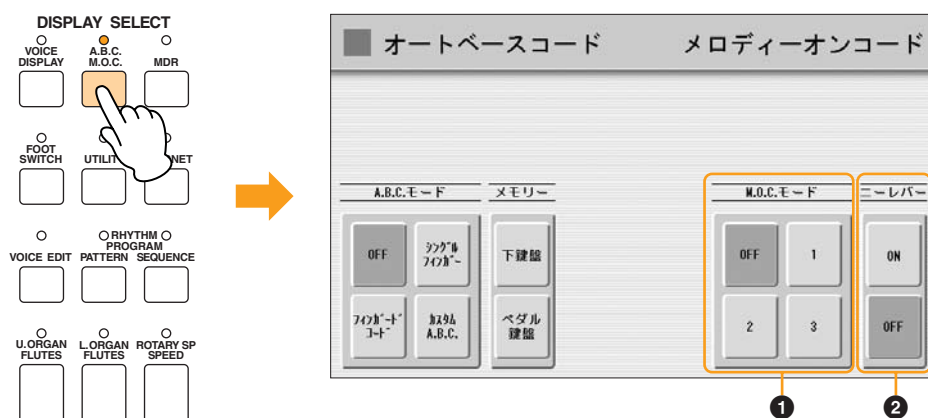 DISPLAY SELECT
VOICE DISPLAY
A.B.C. M.O.C.
MDR
FOOT SWITCH
UTILIT
NET
RHYTHM PROGRAM
VOICE EDIT
PATTERN
SEQUENCE
U.ORGAN FLUTES
L.ORGAN FLUTES
ROTARY SP SPEED
オートベースコード
メロディーオンコード
A.B.C.モード
メモリー
M.O.C.モード
ニーレバー
OFF
シングル フィンガー
下鍵盤
OFF
1
ON
フィンガード コード
カスタム A.B.C.
ペダル 鍵盤
2
3
OFF
1
2